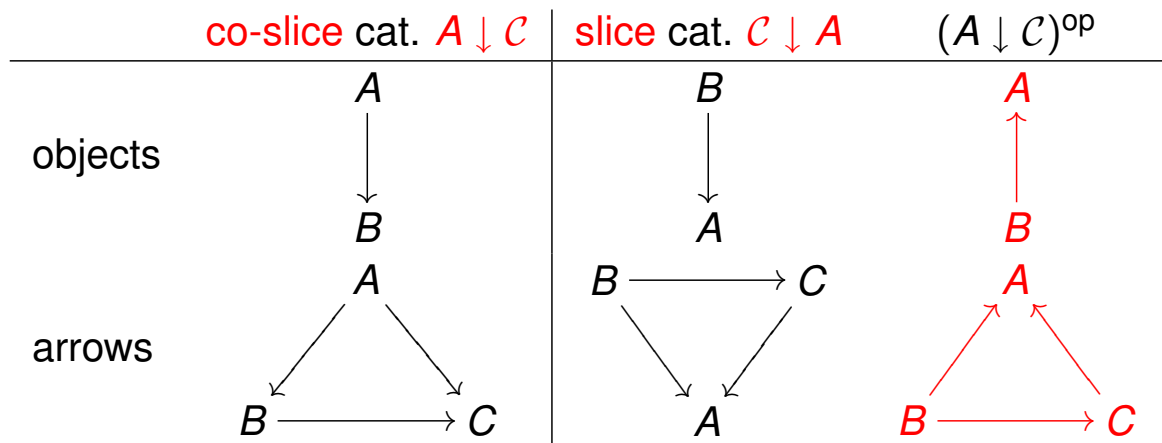 co-slice cat. A ↓ 𝒞 slice cat. 𝒞 ↓ A (A ↓ 𝒞)^op
A B A
objects
B A B
A B C A
arrows
B C A B C